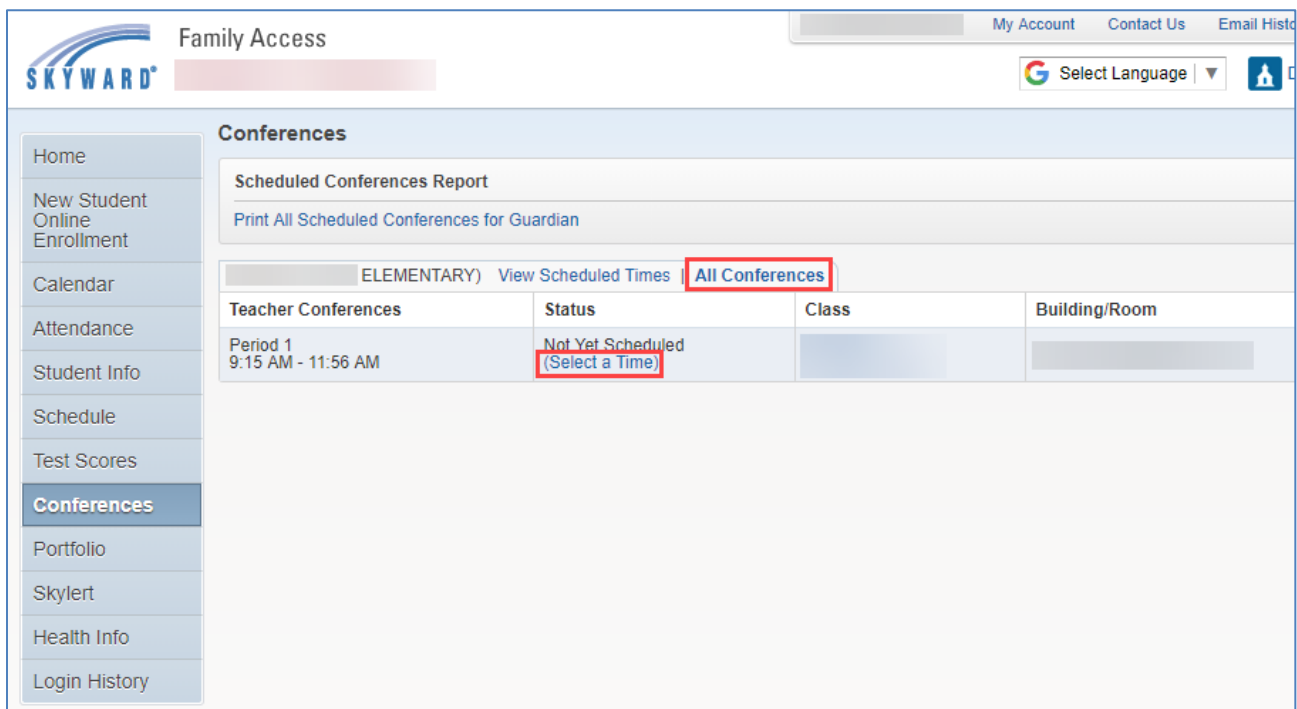 My Account Contact Us Email Histo
Family Access
SKYWARD®
Select Language ▼
Conferences
Scheduled Conferences Report
Print All Scheduled Conferences for Guardian
ELEMENTARY) View Scheduled Times | All Conferences
Teacher Conferences Status Class Building/Room
Period 1 Not Yet Scheduled
9:15 AM - 11:56 AM (Select a Time)
Home
New Student
Online
Enrollment
Calendar
Attendance
Student Info
Schedule
Test Scores
Conferences
Portfolio
Skylert
Health Info
Login History